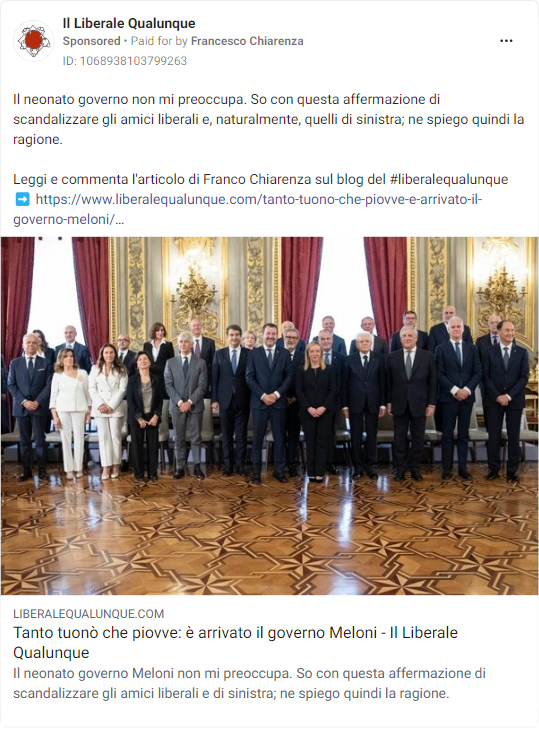 Il Liberale Qualunque
Sponsored • Paid for by Francesco Chiarenza
ID: 1068938103799263
Il neonato governo non mi preoccupa. So con questa affermazione di
scandalizzare gli amici liberali e, naturalmente, quelli di sinistra; ne spiego quindi la
ragione.
Leggi e commenta l'articolo di Franco Chiarenza sul blog del #liberalequalunque
➡️ https://www.liberalequalunque.com/tanto-tuono-che-piovve-e-arrivato-il-
governo-meloni/...
LIBERALEQUALUNQUE.COM
Tanto tuonò che piovve: è arrivato il governo Meloni - Il Liberale
Qualunque
Il neonato governo Meloni non mi preoccupa. So con questa affermazione di
scandalizzare gli amici liberali e di sinistra; ne spiego quindi la ragione.